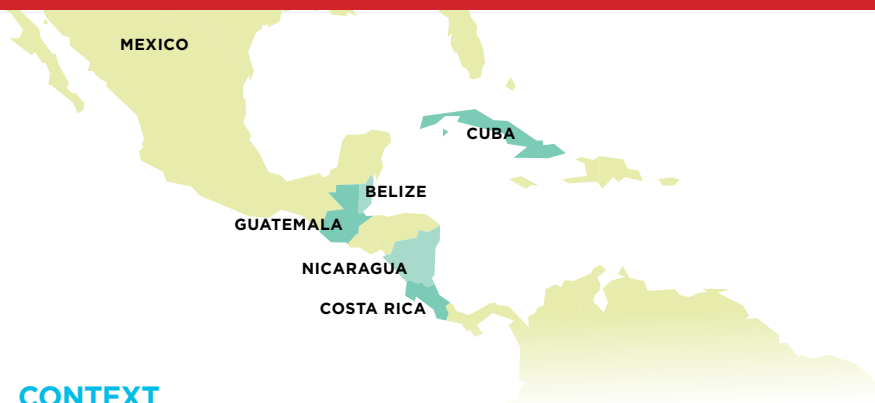 MEXICO
CUBA
BELIZE
GUATEMALA
NICARAGUA
COSTA RICA
CONTEXT